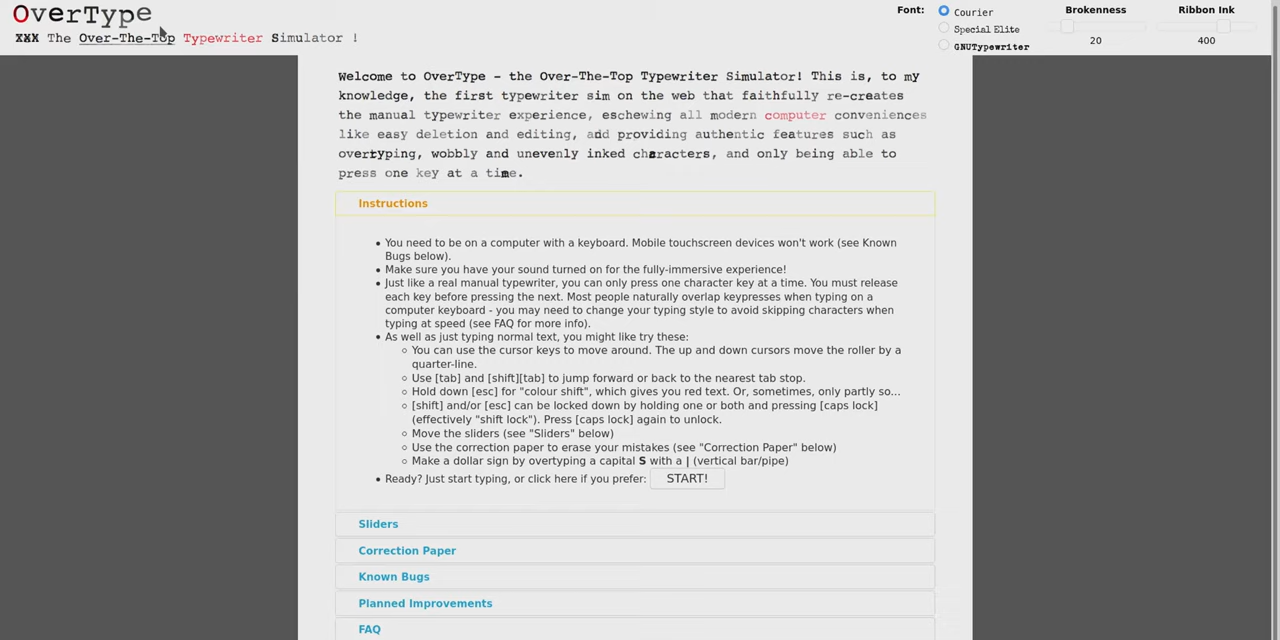 OverType
XXX The Over-The-Top Typewriter Simulator !
Font:
Courier
Special Elite
GNUTypewriter
Brokenness
20
Ribbon Ink
400
Welcome to OverType - the Over-The-Top Typewriter Simulator! This is, to my
knowledge, the first typewriter sim on the web that faithfully re-creates
the manual typewriter experience, eschewing all modern computer conveniences
like easy deletion and editing, and providing authentic features such as
overtyping, wobbly and unevenly inked characters, and only being able to
press one key at a time.
Instructions
• You need to be on a computer with a keyboard. Mobile touchscreen devices won't work (see Known
Bugs below).
• Make sure you have your sound turned on for the fully-immersive experience!
• Just like a real manual typewriter, you can only press one character key at a time. You must release
each key before pressing the next. Most people naturally overlap keypresses when typing on a
computer keyboard - you may need to change your typing style to avoid skipping characters when
typing at speed (see FAQ for more info).
• As well as just typing normal text, you might like try these:
◦ You can use the cursor keys to move around. The up and down cursors move the roller by a
quarter-line.
◦ Use [tab] and [shift][tab] to jump forward or back to the nearest tab stop.
◦ Hold down [esc] for "colour shift", which gives you red text. Or, sometimes, only partly so...
◦ [shift] and/or [esc] can be locked down by holding one or both and pressing [caps lock]
(effectively "shift lock"). Press [caps lock] again to unlock.
◦ Move the sliders (see "Sliders" below)
◦ Use the correction paper to erase your mistakes (see "Correction Paper" below)
◦ Make a dollar sign by overtyping a capital S with a | (vertical bar/pipe)
• Ready? Just start typing, or click here if you prefer: START!
Sliders
Correction Paper
Known Bugs
Planned Improvements
FAQ